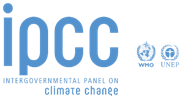 ipcc
INTERGOVERNMENTAL PANEL ON
climate change
WMO
UNEP